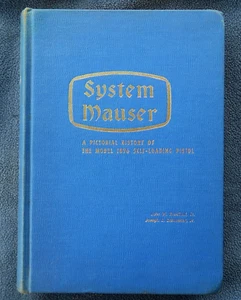 System
Mauser
A PICTORIAL HISTORY OF
THE MODEL 1896 SELF-LOADING PISTOL